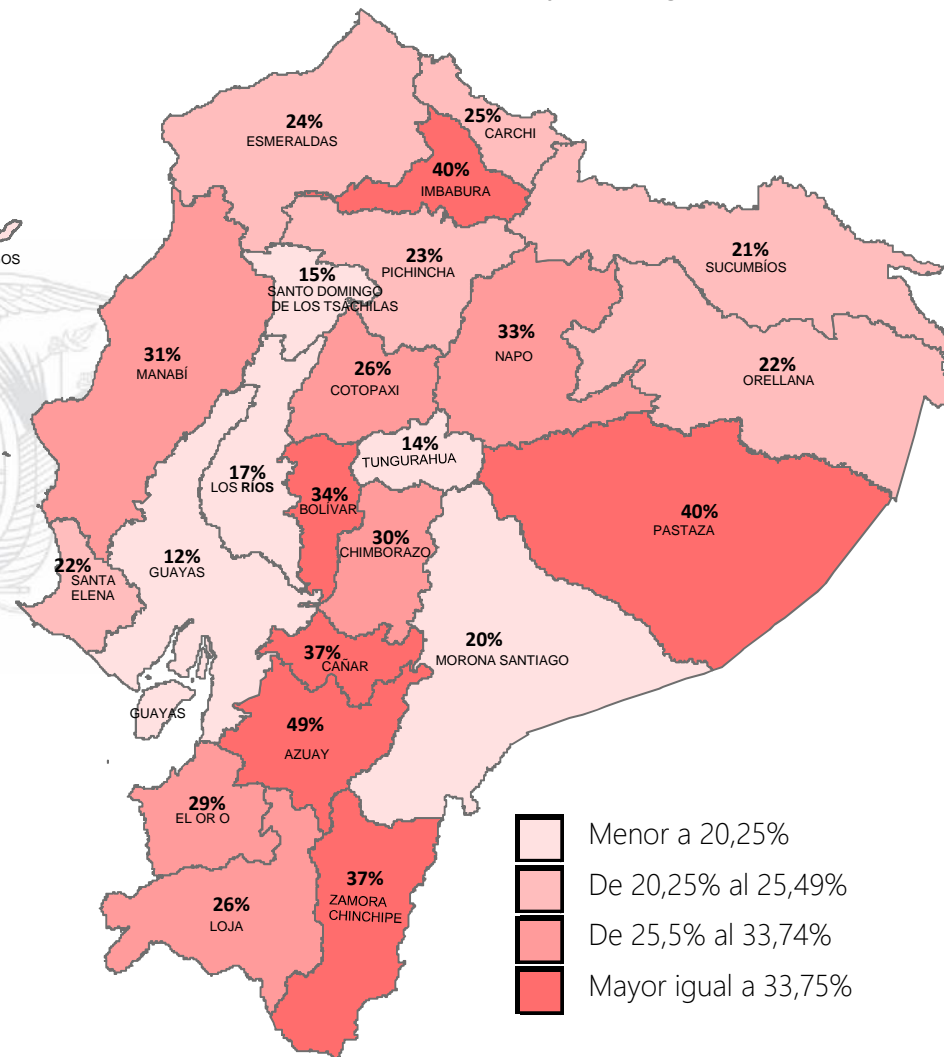 24%
ESMERALDAS
25%
CARCHI
40%
IMBABURA
OS
23%
PICHINCHA
21%
SUCUMBÍOS
15%
SANTO DOMINGO
DE LOS TSÁCHILAS
33%
NAPO
31%
MANABÍ
26%
COTOPAXI
22%
ORELLANA
14%
TUNGURAHUA
17%
LOS RÍOS
34%
BOLÍVAR
40%
PASTAZA
30%
CHIMBORAZO
12%
GUAYAS
22%
SANTA
ELENA
20%
MORONA SANTIAGO
37%
CAÑAR
GUAYAS
49%
AZUAY
29%
EL OR O
37%
ZAMORA
CHINCHIPE
26%
LOJA
Menor a 20,25%
De 20,25% al 25,49%
De 25,5% al 33,74%
Mayor igual a 33,75%